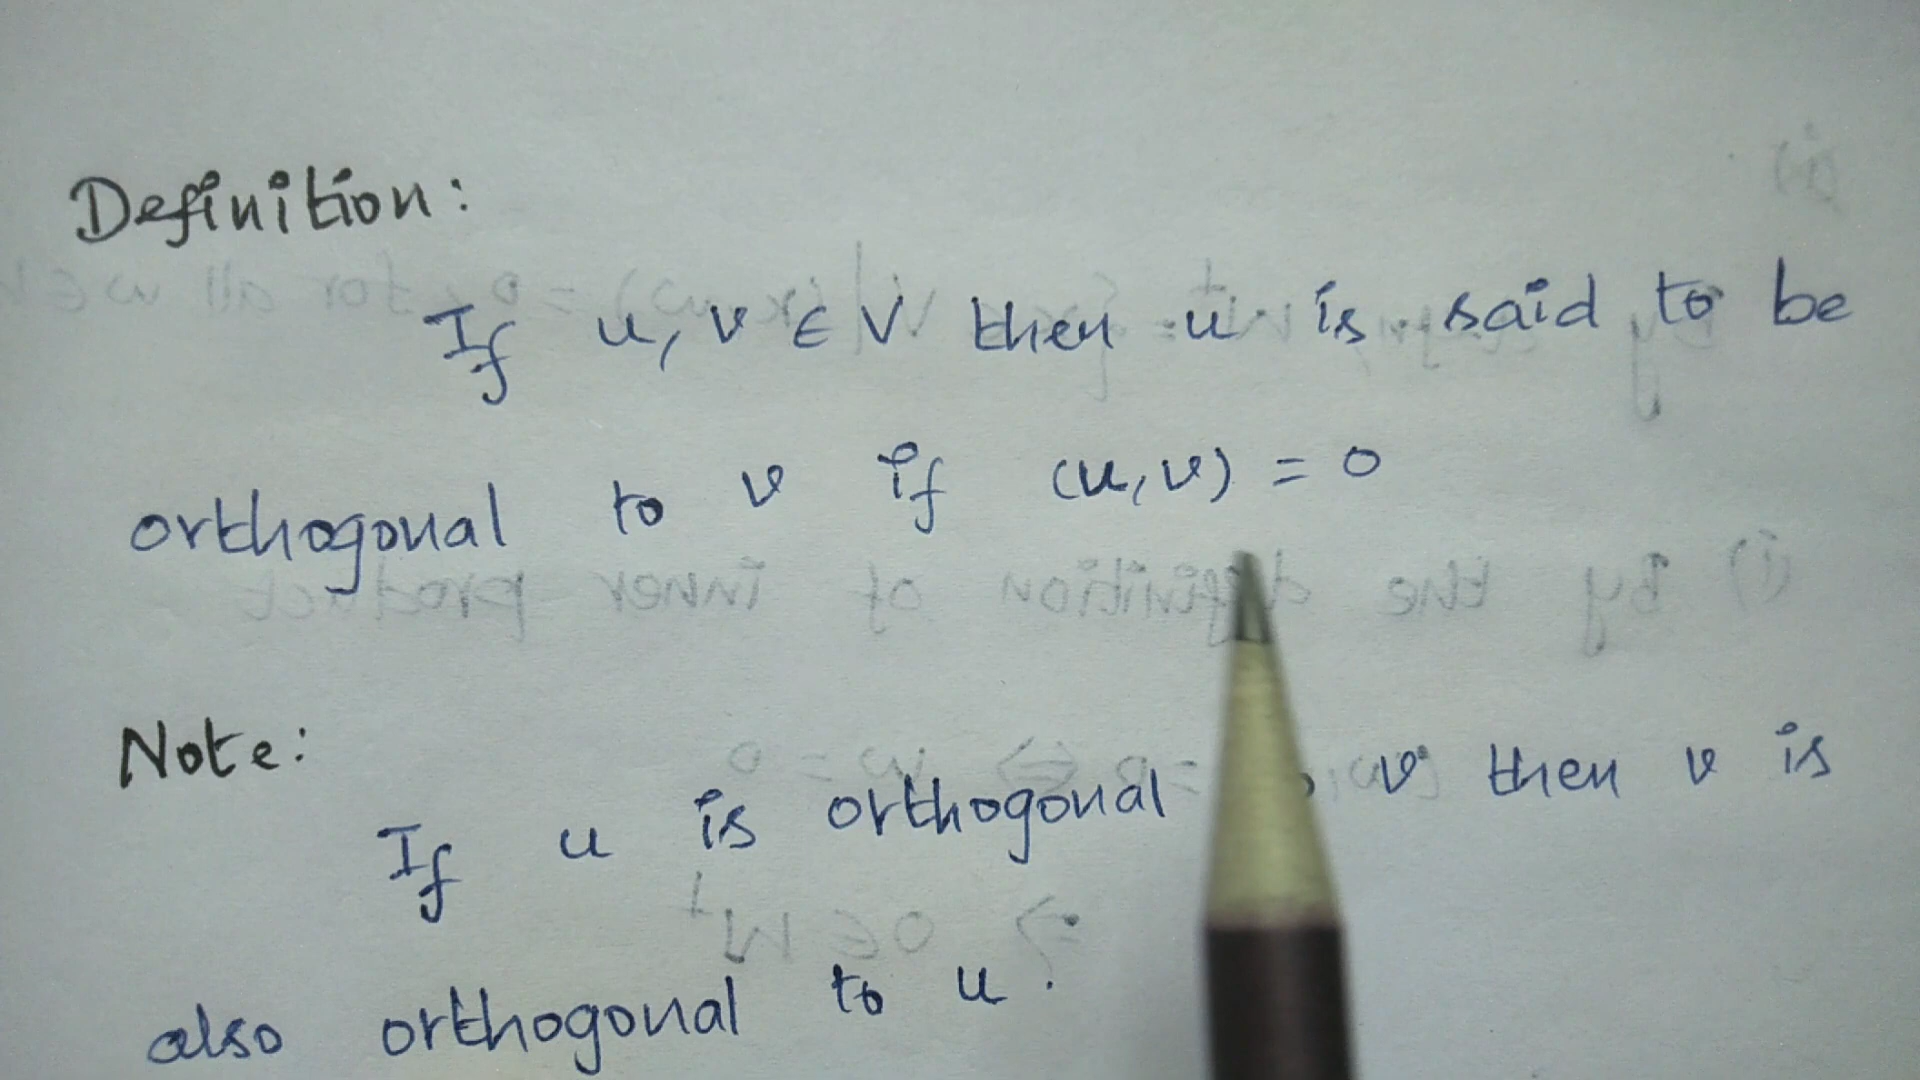 Definition:
If u, v ∈ V then u is said to be
orthogonal to v if (u, v) = 0
Note:
If u is orthogonal v then v is
also orthogonal to u.